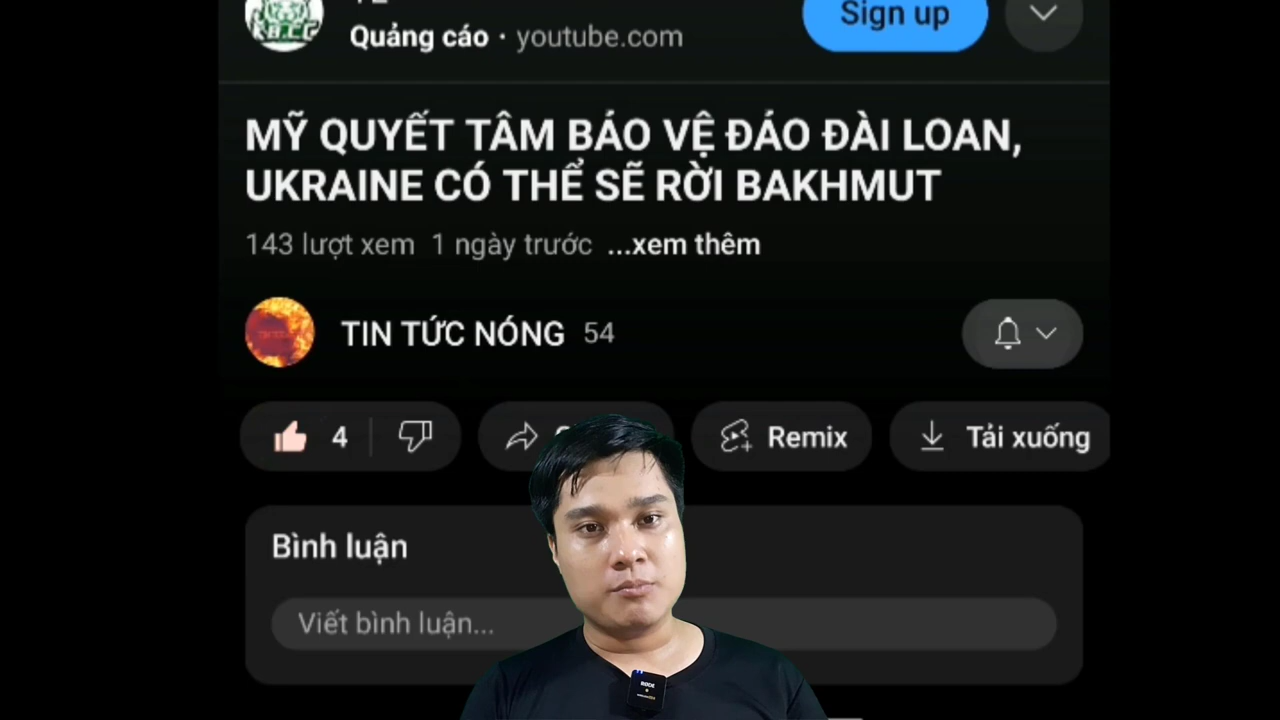 Sign up
Quảng cáo · youtube.com
MỸ QUYẾT TÂM BẢO VỆ ĐẢO ĐÀI LOAN,
UKRAINE CÓ THỂ SẼ RỜI BAKHMUT
143 lượt xem 1 ngày trước ...xem thêm
TIN TỨC NÓNG 54
4
Remix
Tải xuống
Bình luận
Viết bình luận...
RØDE